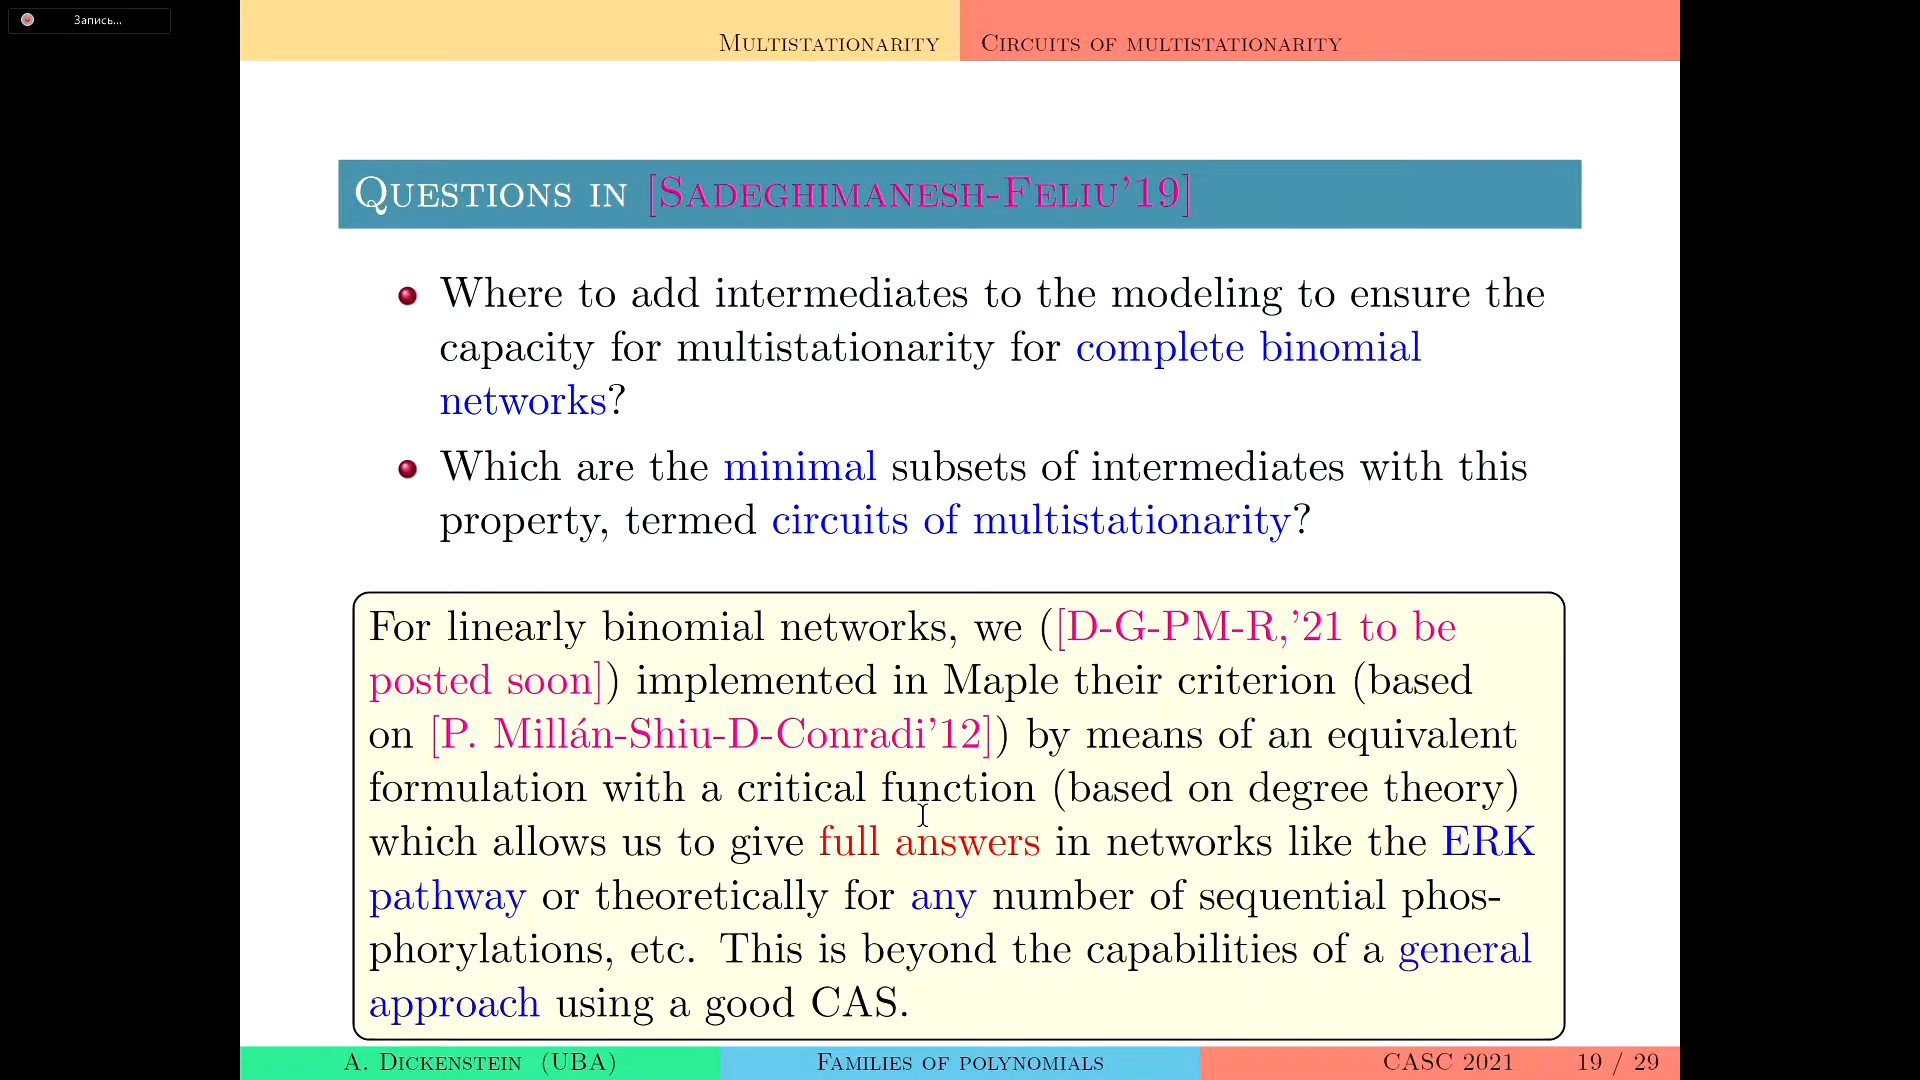 Запись...
Multistationarity Circuits of multistationarity
Questions in [Sadeghimanesh-Feliu'19]
Where to add intermediates to the modeling to ensure the
capacity for multistationarity for complete binomial
networks?
Which are the minimal subsets of intermediates with this
property, termed circuits of multistationarity?
For linearly binomial networks, we ([D-G-PM-R,'21 to be
posted soon]) implemented in Maple their criterion (based
on [P. Millán-Shiu-D-Conradi'12]) by means of an equivalent
formulation with a critical function (based on degree theory)
which allows us to give full answers in networks like the ERK
pathway or theoretically for any number of sequential phos-
phorylations, etc. This is beyond the capabilities of a general
approach using a good CAS.
A. Dickenstein (UBA) Families of polynomials CASC 2021 19 / 29